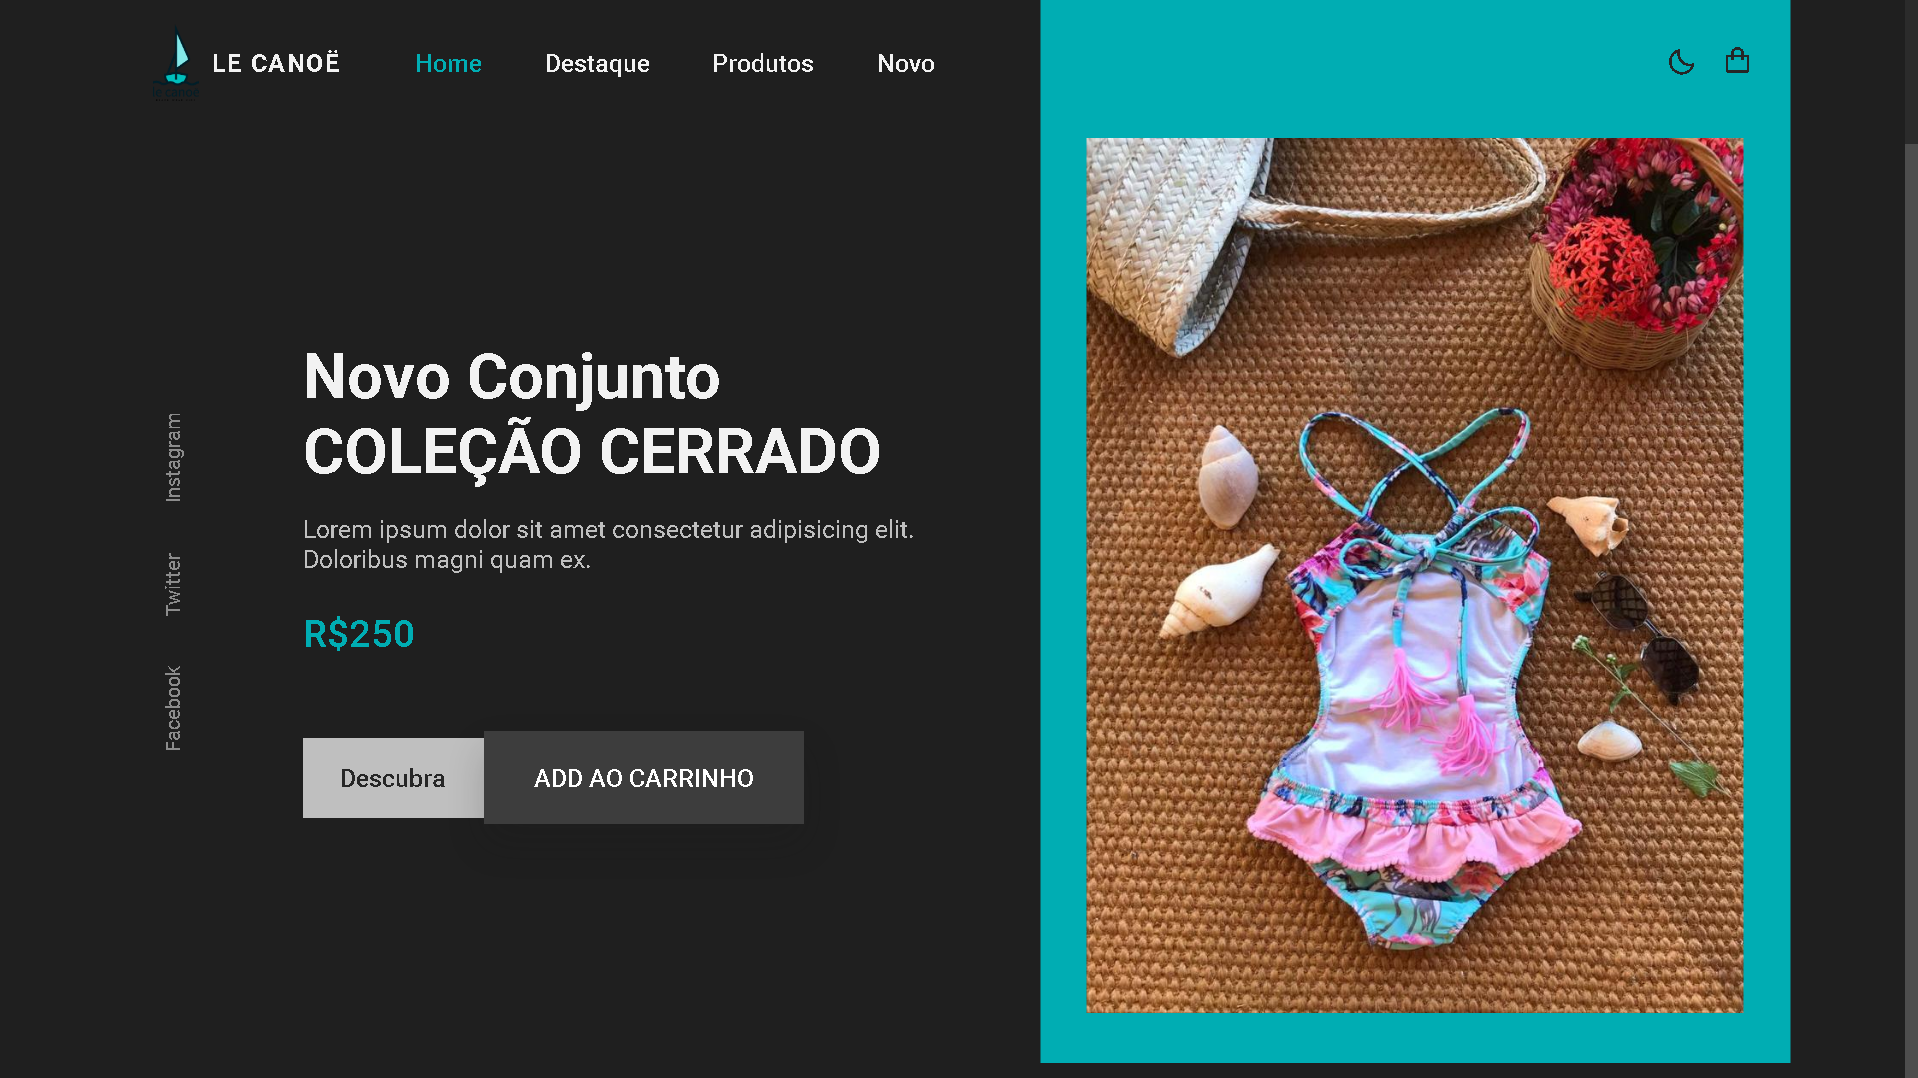 LE CANOË
Home
Destaque
Produtos
Novo
Novo Conjunto
COLEÇÃO CERRADO
Lorem ipsum dolor sit amet consectetur adipisicing elit.
Doloribus magni quam ex.
R$250
Descubra
ADD AO CARRINHO
Instagram
Twitter
Facebook